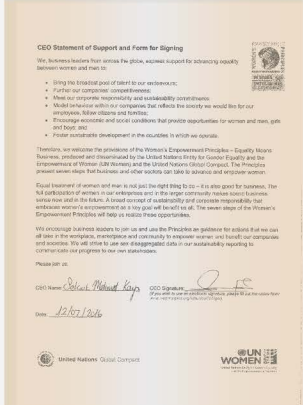 CEO Statement of Support and Form for Signing
We, business leaders from across the globe, express support for advancing equality
between women and men to:
Bring the broadest pool of talent to our endeavours;
Further our companies' competitiveness;
Meet our corporate responsibility and sustainability commitments;
Model behaviour within our companies that reflects the society we would like for our
employees, fellow citizens and families;
Encourage economic and social conditions that provide opportunities for women and men, girls
and boys; and
Foster sustainable development in the countries in which we operate.
Therefore, we welcome the provisions of the Women's Empowerment Principles – Equality Means
Business, produced and disseminated by the United Nations Entity for Gender Equality and the
Empowerment of Women (UN Women) and the United Nations Global Compact. The Principles
present seven steps that business and other sectors can take to advance and empower women.
Equal treatment of women and men is not just the right thing to do – it is also good for business. The
full participation of women in our enterprises and in the larger community makes sound business
sense now and in the future. A broad concept of sustainability and corporate responsibility that
embraces women's empowerment as a key goal will benefit us all. The seven steps of the Women's
Empowerment Principles will help us realize these opportunities.
We encourage business leaders to join us and use the Principles as guidance for actions that we can
all take in the workplace, marketplace and community to empower women and benefit our companies
and societies. We will strive to use sex-disaggregated data in our sustainability reporting to
communicate our progress to our own stakeholders.
Please join us.
CEO Name: CEO Signature:
Date: 12/07/2016
United Nations Global Compact
UN
WOMEN